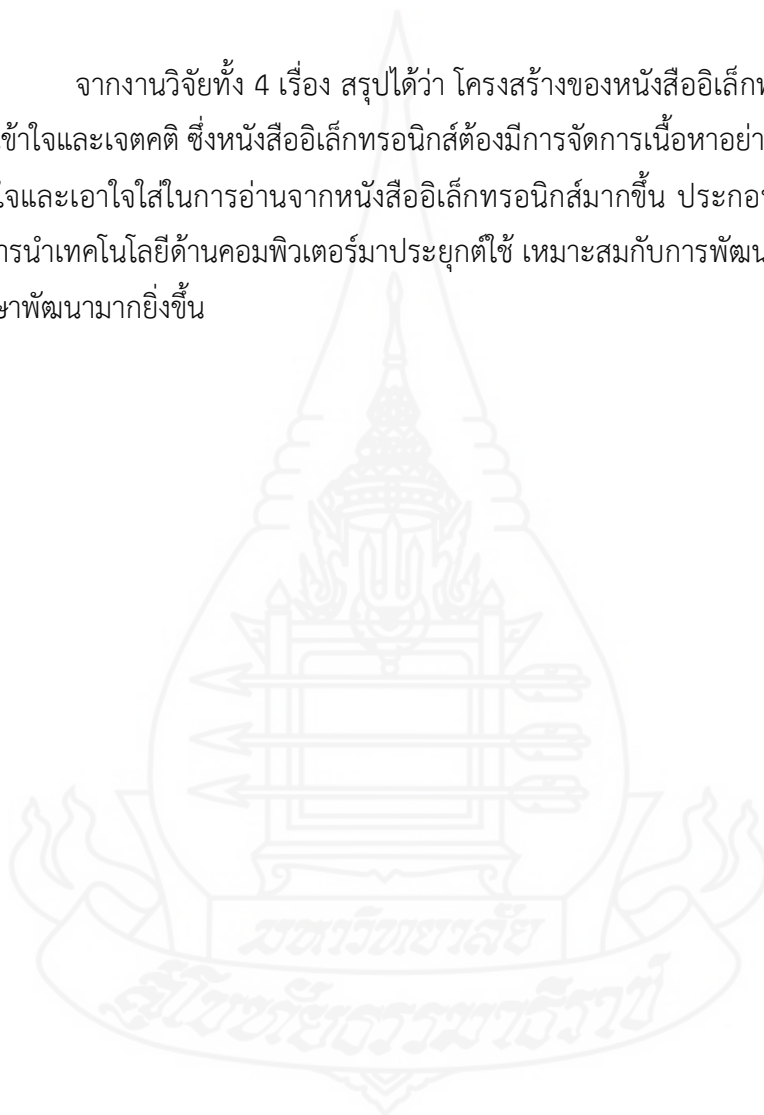 จากงานวิจัยทั้ง 4 เรื่อง สรุปได้ว่า โครงสร้างของหนังสืออิเล็กท
เข้าใจและเจตคติ ซึ่งหนังสืออิเล็กทรอนิกส์ต้องมีการจัดการเนื้อหาอย่า
ใจและเอาใจใส่ในการอ่านจากหนังสืออิเล็กทรอนิกส์มากขึ้น ประกอบ
ารนำเทคโนโลยีด้านคอมพิวเตอร์มาประยุกต์ใช้ เหมาะสมกับการพัฒน
ษาพัฒนามากยิ่งขึ้น
มหาวิทยาลัย
สุโขทัยธรรมาธิราช